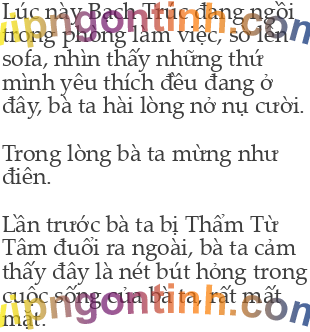 Lúc này Bạch Trúc đang ngồi
trong phòng làm việc, sờ lên
sofa, nhìn thấy những thứ
mình yêu thích đều đang ở
đây, bà ta hài lòng nở nụ cười.
Trong lòng bà ta mừng như
điên.
Lần trước bà ta bị Thẩm Từ
Tâm đuổi ra ngoài, bà ta cảm
thấy đây là nét bút hỏng trong
cuộc sống của bà ta, rất mất
mặt.
vipngontinh.com
vipngontinh.com